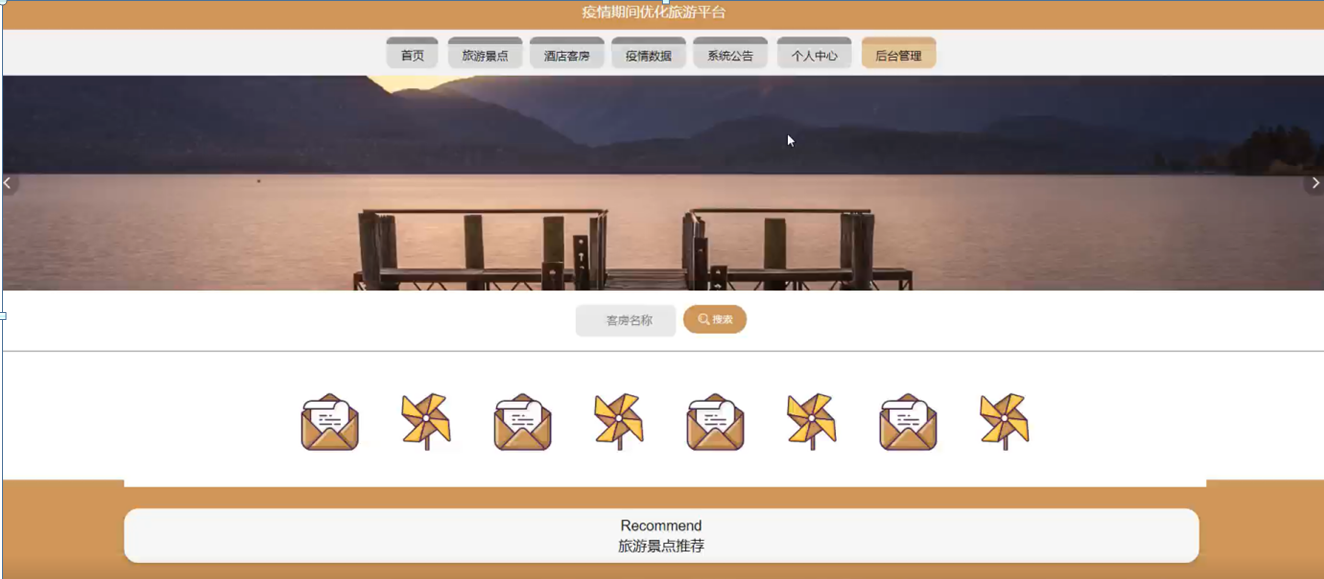 疫情期间优化旅游平台
首页 旅游景点 酒店客房 疫情数据 系统公告 个人中心 后台管理
客房名称 搜索
Recommend
旅游景点推荐